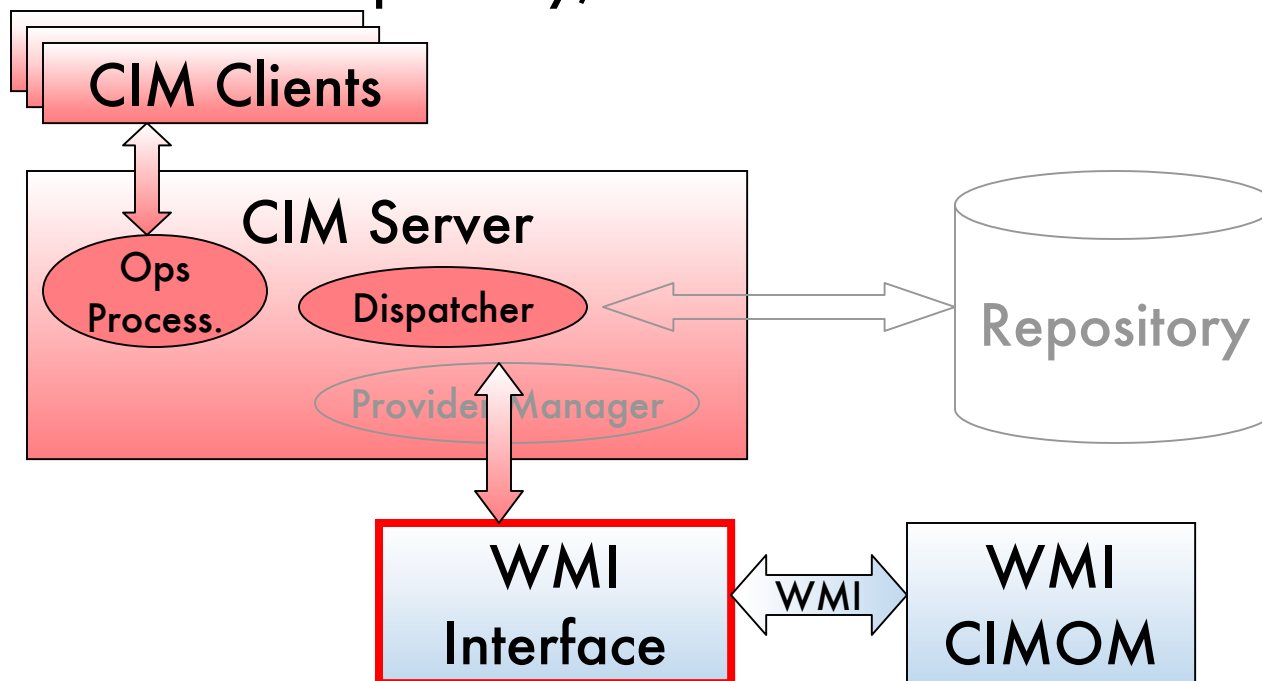 CIM Clients
CIM Server
Ops
Process.
Dispatcher
Repository
Provider Manager
WMI
Interface
WMI
WMI
CIMOM